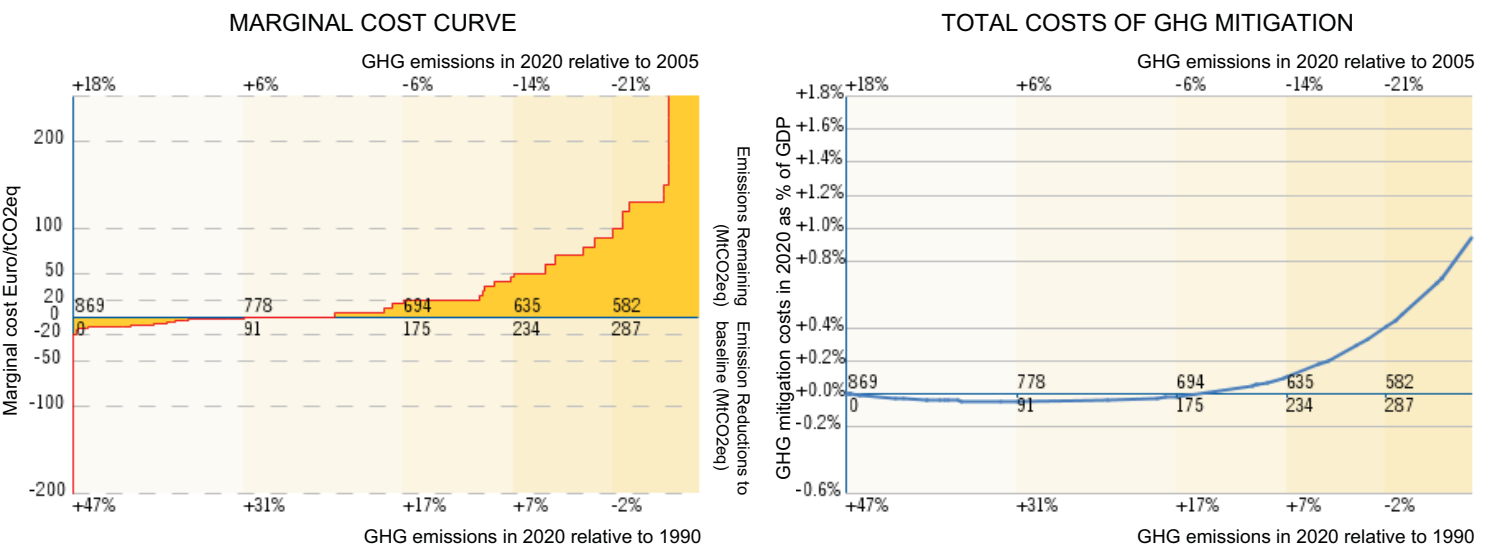 MARGINAL COST CURVE
GHG emissions in 2020 relative to 2005
+18% +6% -6% -14% -21%
Marginal cost Euro/tCO2eq
200
100
50
20
0
-20
-50
-100
-200
869 778 694 635 582
0 91 175 234 287
+47% +31% +17% +7% -2%
GHG emissions in 2020 relative to 1990
Emissions Remaining
(MtCO2eq)
Emission Reductions to
baseline (MtCO2eq)
TOTAL COSTS OF GHG MITIGATION
GHG emissions in 2020 relative to 2005
+18% +6% -6% -14% -21%
GHG mitigation costs in 2020 as % of GDP
+1.8%
+1.6%
+1.4%
+1.2%
+1.0%
+0.8%
+0.4%
+0.2%
+0.0%
-0.2%
-0.6%
869 778 694 635 582
0 91 175 234 287
+47% +31% +17% +7% -2%
GHG emissions in 2020 relative to 1990